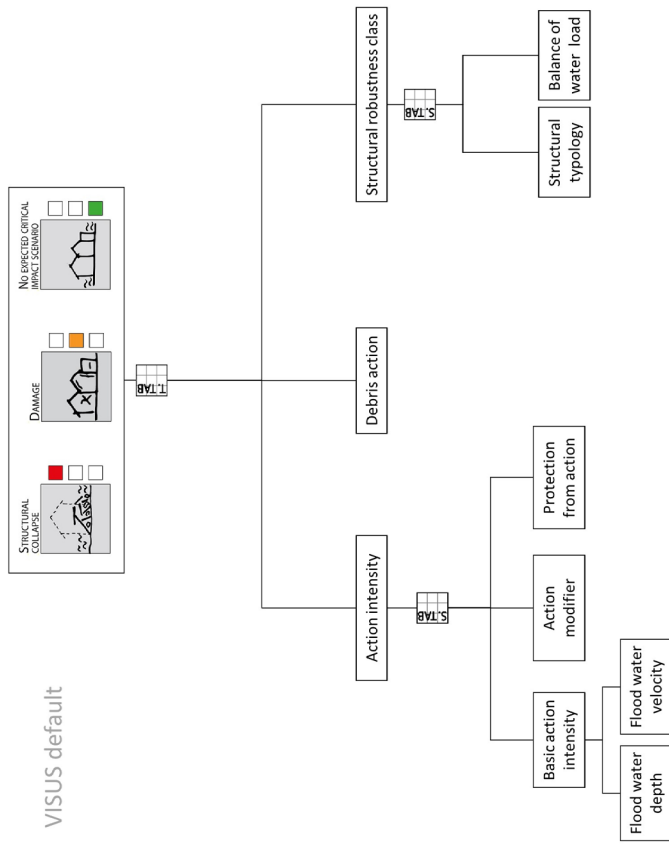 VISUS default
STRUCTURAL
COLLAPSE
DAMAGE
NO EXPECTED CRITICAL
IMPACT SCENARIO
T. TAB
Action intensity
Debris action
Structural robustness class
S. TAB
S. TAB
Basic action
intensity
Action
modifier
Protection
from action
Structural
typology
Balance of
water load
Flood water
depth
Flood water
velocity